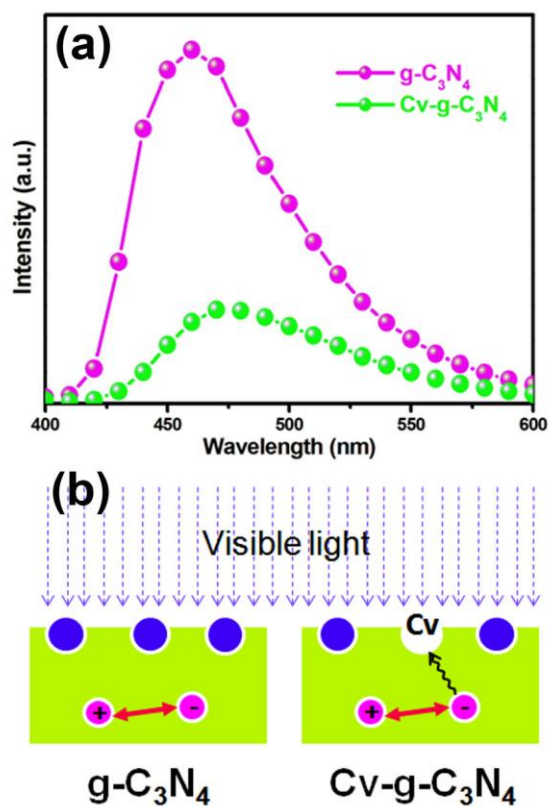 (a)
g-C₃N₄
Cv-g-C₃N₄
Intensity (a.u.)
400 450 500 550 600
Wavelength (nm)
(b)
Visible light
Cv
+ - + -
g-C₃N₄ Cv-g-C₃N₄